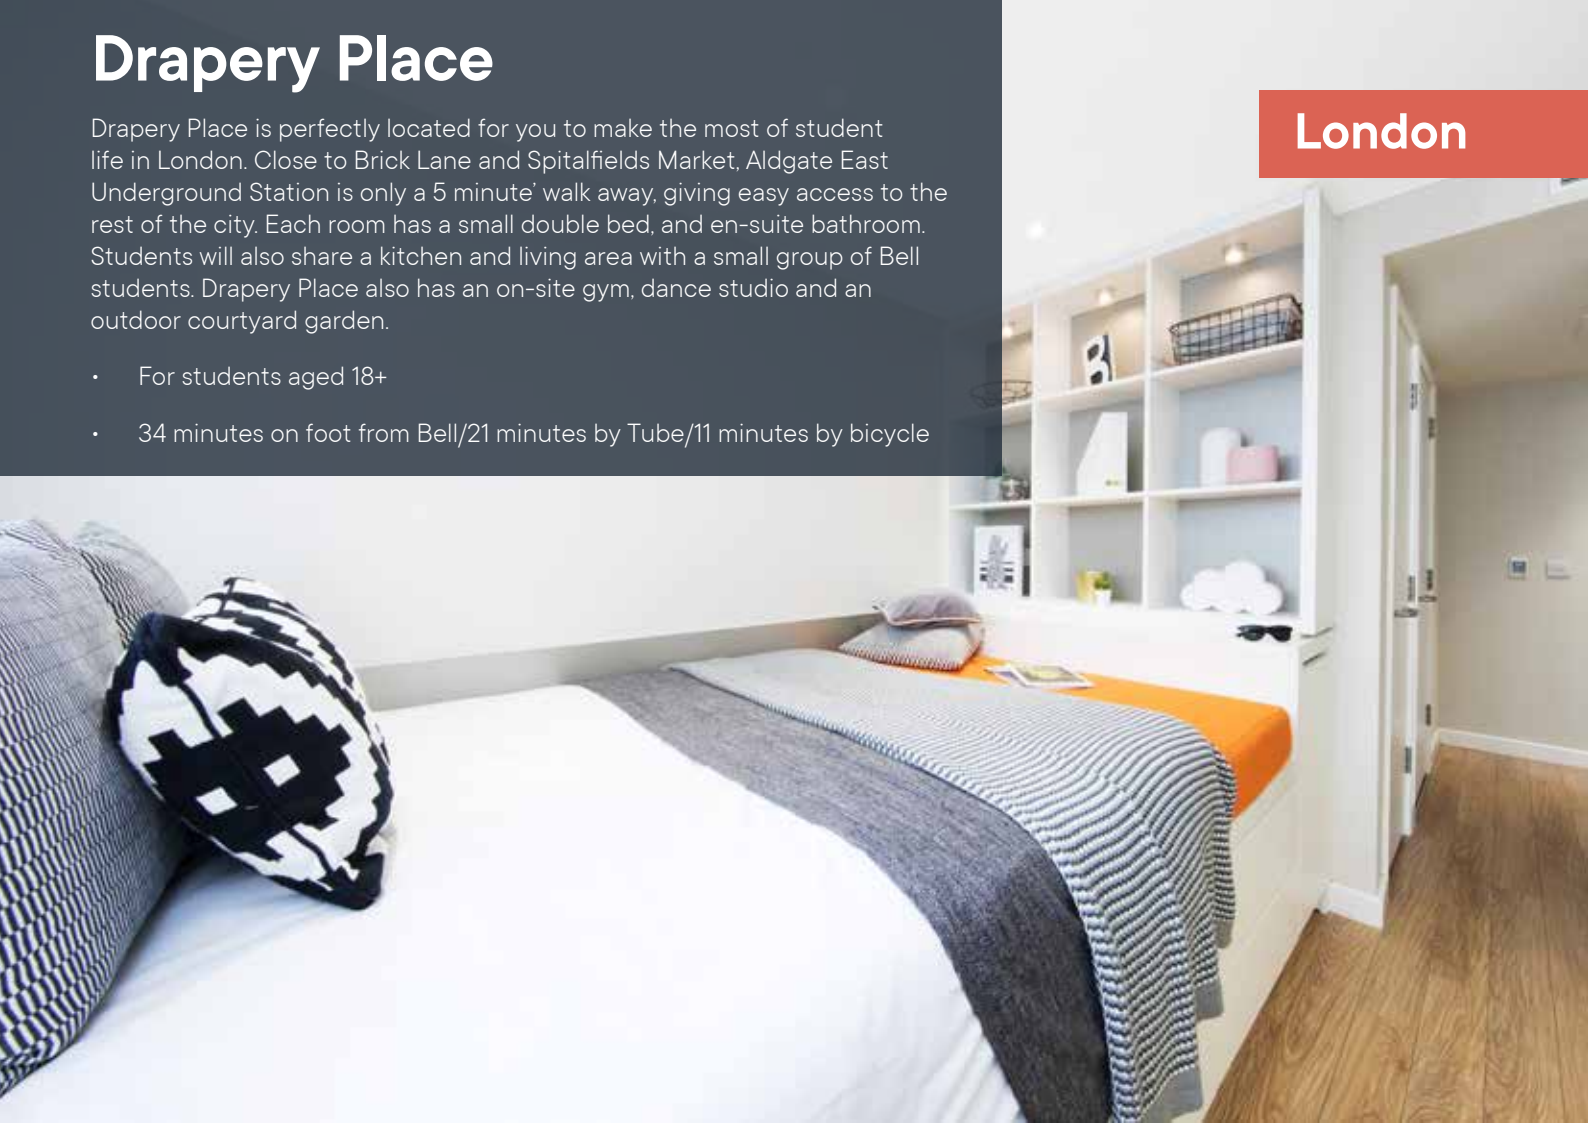 Drapery Place
Drapery Place is perfectly located for you to make the most of student
life in London. Close to Brick Lane and Spitalfields Market, Aldgate East
Underground Station is only a 5 minute’ walk away, giving easy access to the
rest of the city. Each room has a small double bed, and en-suite bathroom.
Students will also share a kitchen and living area with a small group of Bell
students. Drapery Place also has an on-site gym, dance studio and an
outdoor courtyard garden.
• For students aged 18+
• 34 minutes on foot from Bell/21 minutes by Tube/11 minutes by bicycle
London
B